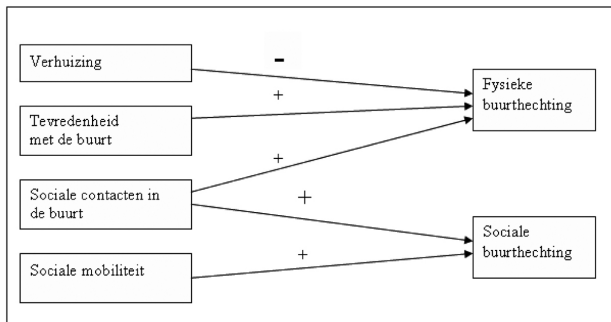 Verhuizing
-
+
Tevredenheid
met de buurt
+
Sociale contacten in
de buurt
+
+
Sociale mobiliteit
Fysieke
buurthechting
Sociale
buurthechting